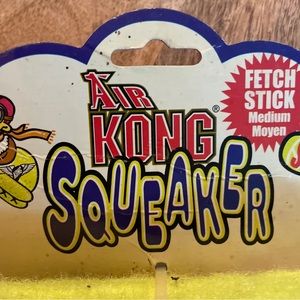 AIR
KONG®
SQUEAKER
FETCH
STICK
Medium
Moyen